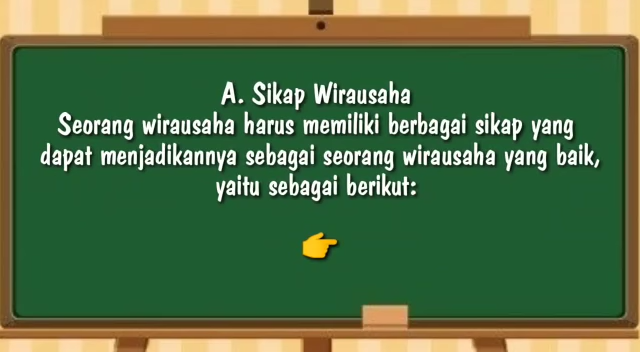 A. Sikap Wirausaha
Seorang wirausaha harus memiliki berbagai sikap yang
dapat menjadikannya sebagai seorang wirausaha yang baik,
yaitu sebagai berikut: